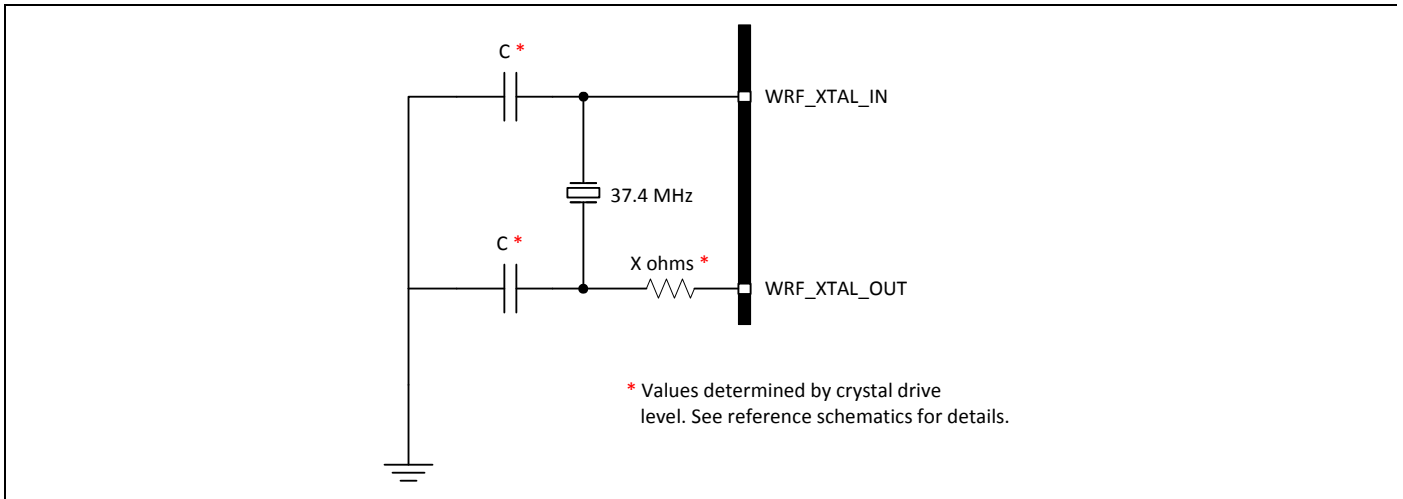 C *
WRF_XTAL_IN
37.4 MHz
C *
X ohms *
WRF_XTAL_OUT
* Values determined by crystal drive
level. See reference schematics for details.